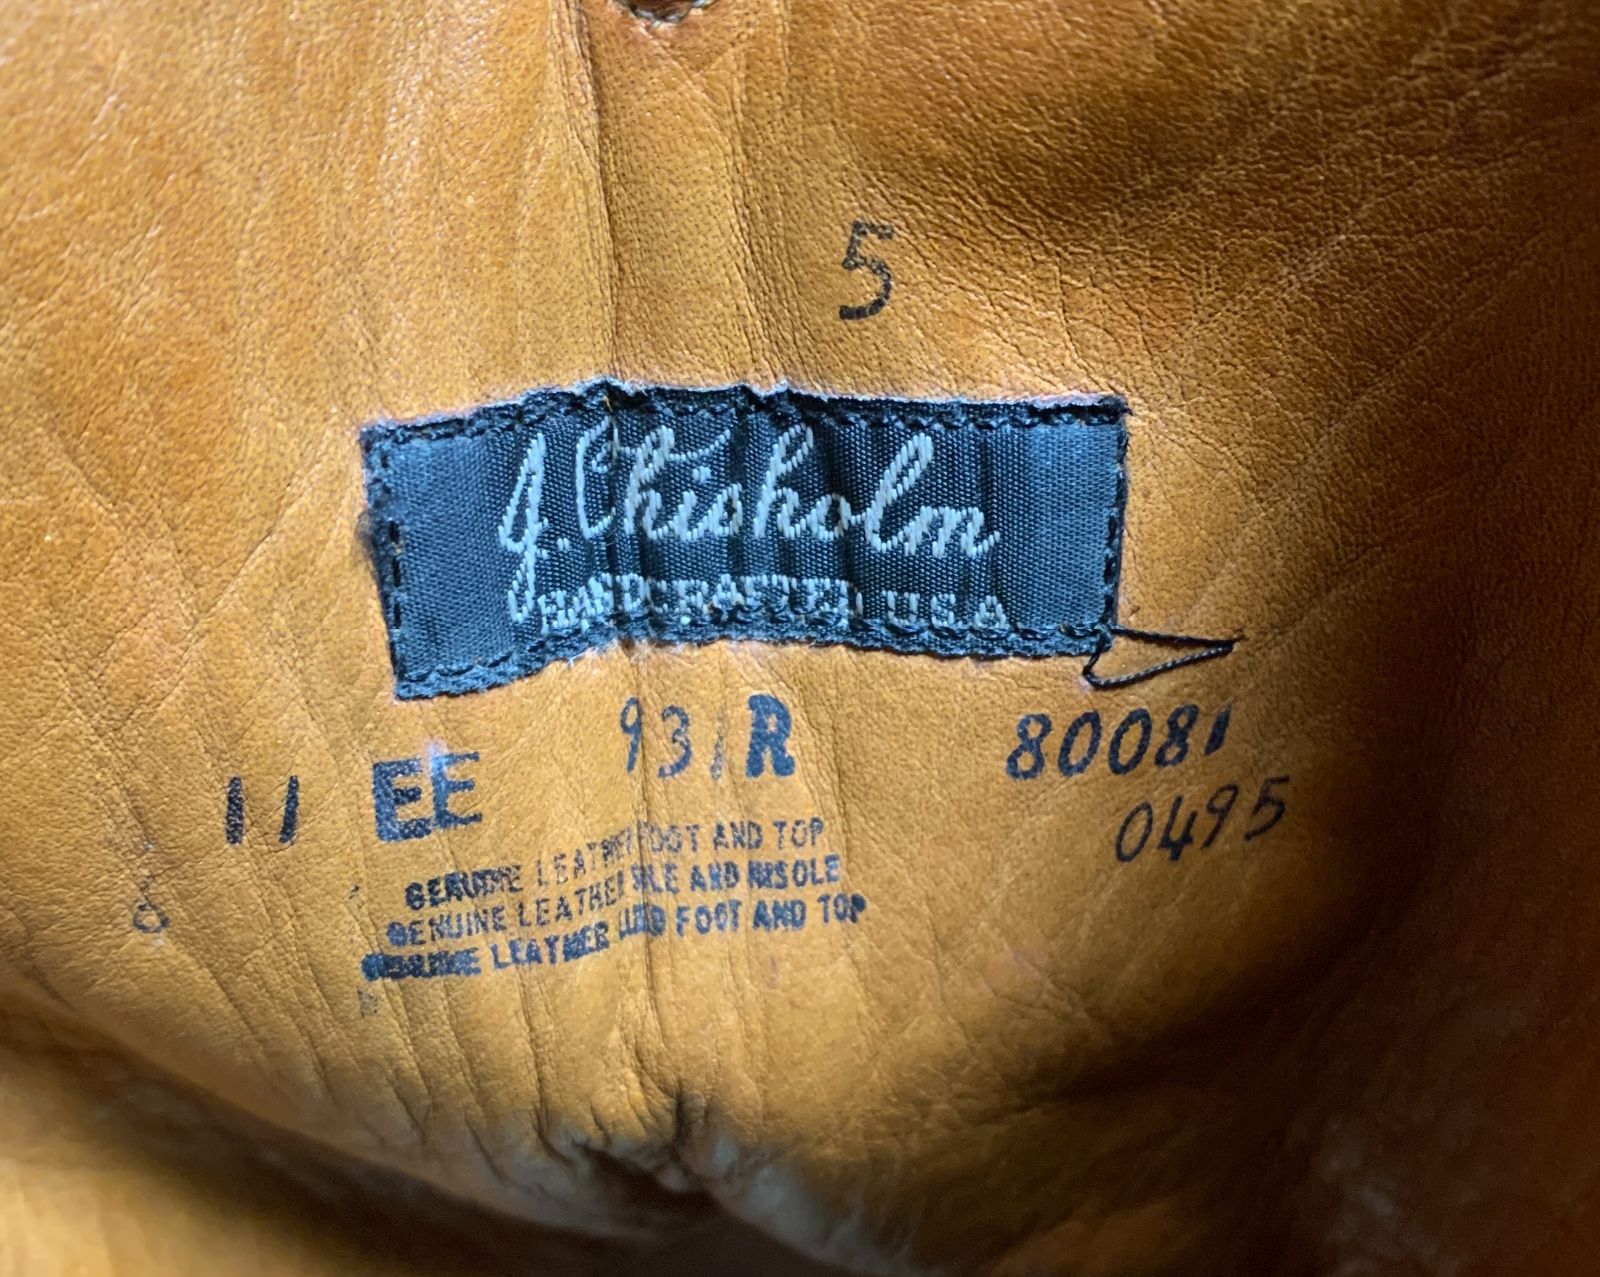 5
J. Chisholm
HANDCRAFTED U.S.A
11 EE 93/R 80081
0495
8
GENUINE LEATHER FOOT AND TOP
GENUINE LEATHER SOLE AND INSOLE
GENUINE LEATHER LINED FOOT AND TOP